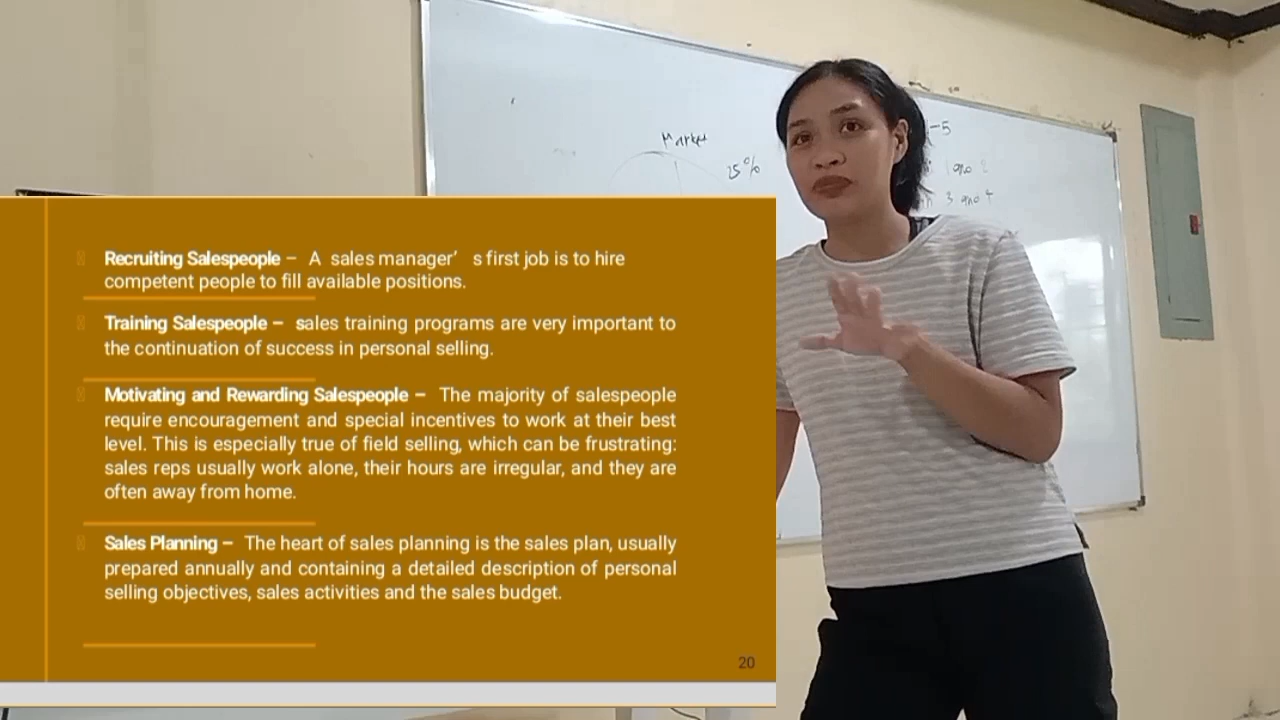 Market
25%
-5
Recruiting Salespeople – A sales manager’ s first job is to hire
competent people to fill available positions.
Training Salespeople – sales training programs are very important to
the continuation of success in personal selling.
Motivating and Rewarding Salespeople – The majority of salespeople
require encouragement and special incentives to work at their best
level. This is especially true of field selling, which can be frustrating:
sales reps usually work alone, their hours are irregular, and they are
often away from home.
Sales Planning – The heart of sales planning is the sales plan, usually
prepared annually and containing a detailed description of personal
selling objectives, sales activities and the sales budget.
20